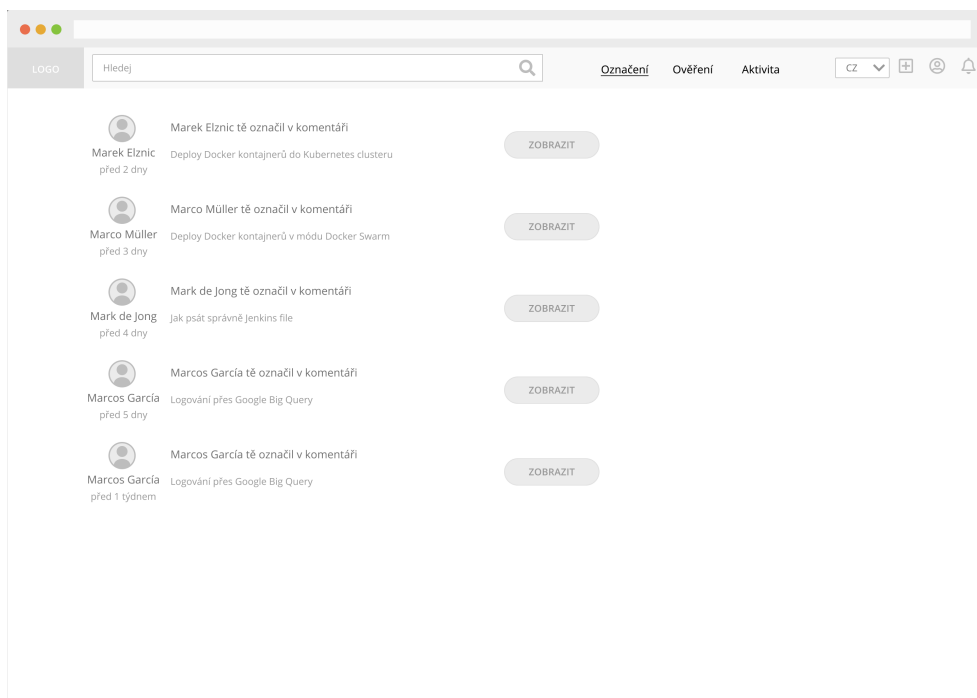 LOGO
Hledej
Označení
Ověření
Aktivita
CZ
Marek Elznic tě označil v komentáři
Marek Elznic
Deploy Docker kontajnerů do Kubernetes clusteru
před 2 dny
ZOBRAZIT
Marco Müller tě označil v komentáři
Marco Müller
Deploy Docker kontajnerů v módu Docker Swarm
před 3 dny
ZOBRAZIT
Mark de Jong tě označil v komentáři
Mark de Jong
Jak psát správně Jenkins file
před 4 dny
ZOBRAZIT
Marcos García tě označil v komentáři
Marcos García
Logování přes Google Big Query
před 5 dny
ZOBRAZIT
Marcos García tě označil v komentáři
Marcos García
Logování přes Google Big Query
před 1 týdnem
ZOBRAZIT